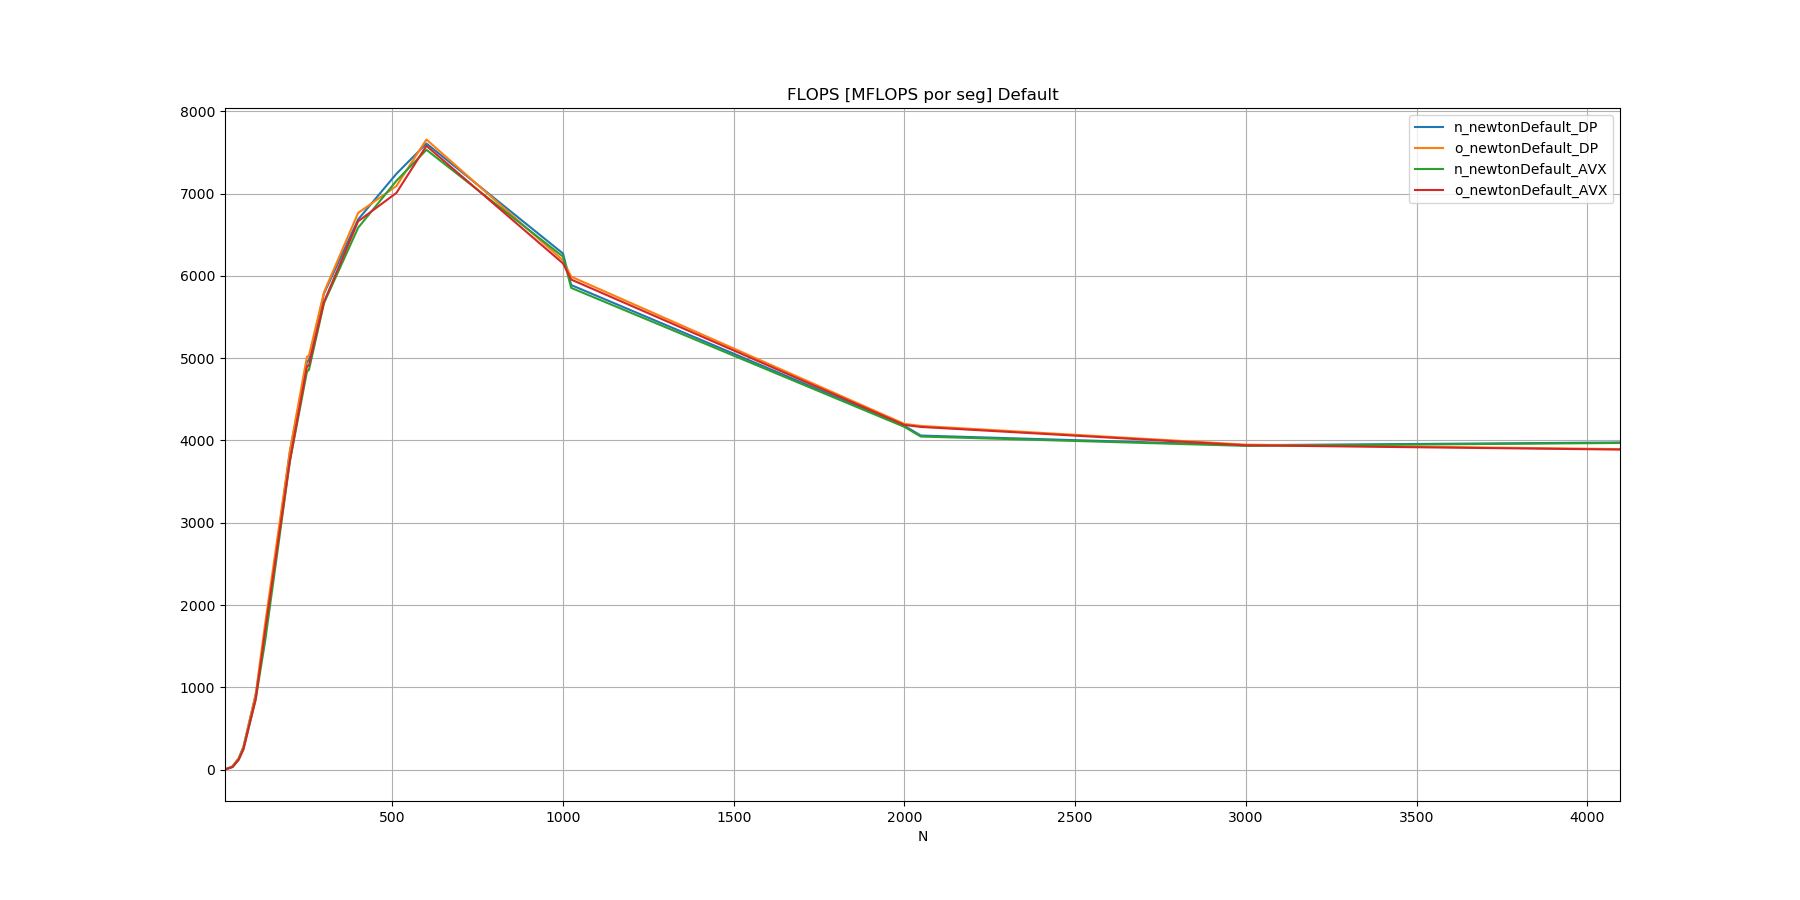 FLOPS [MFLOPS por seg] Default
n_newtonDefault_DP
o_newtonDefault_DP
n_newtonDefault_AVX
o_newtonDefault_AVX
8000
7000
6000
5000
4000
3000
2000
1000
0
500 1000 1500 2000 2500 3000 3500 4000
N